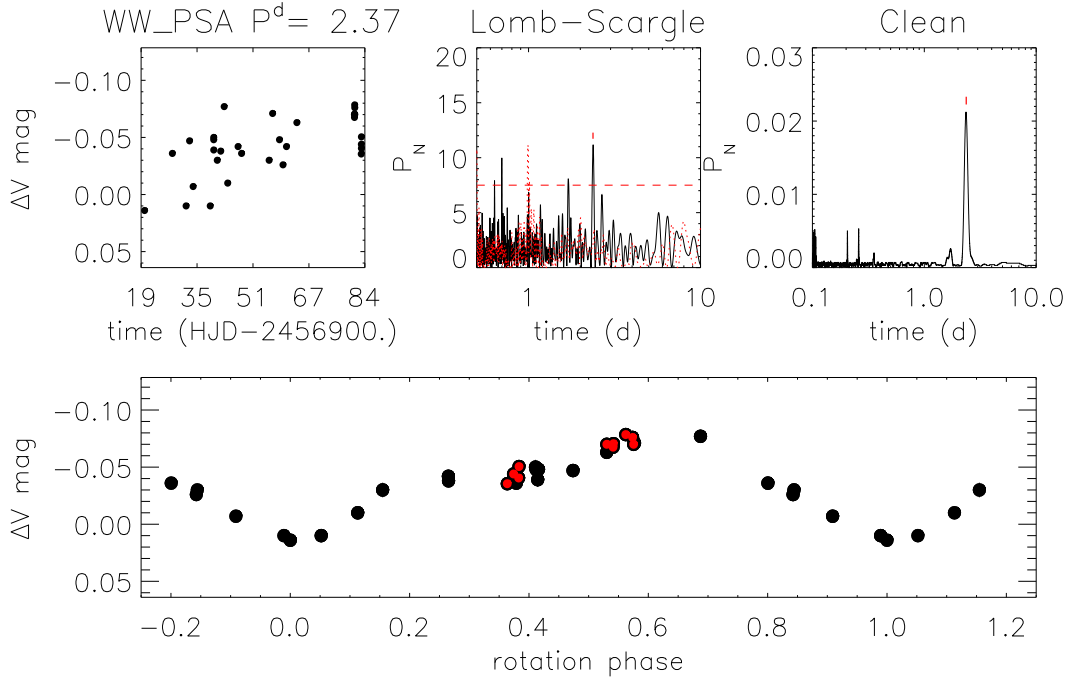 WW_PSA P^d= 2.37
Lomb-Scargle
Clean
ΔV mag
-0.10
-0.05
0.00
0.05
19 35 51 67 84
time (HJD-2456900.)
P_N
20
15
10
5
0
1 10
time (d)
P_N
0.03
0.02
0.01
0.00
0.1 1.0 10.0
time (d)
ΔV mag
-0.10
-0.05
0.00
0.05
-0.2 0.0 0.2 0.4 0.6 0.8 1.0 1.2
rotation phase